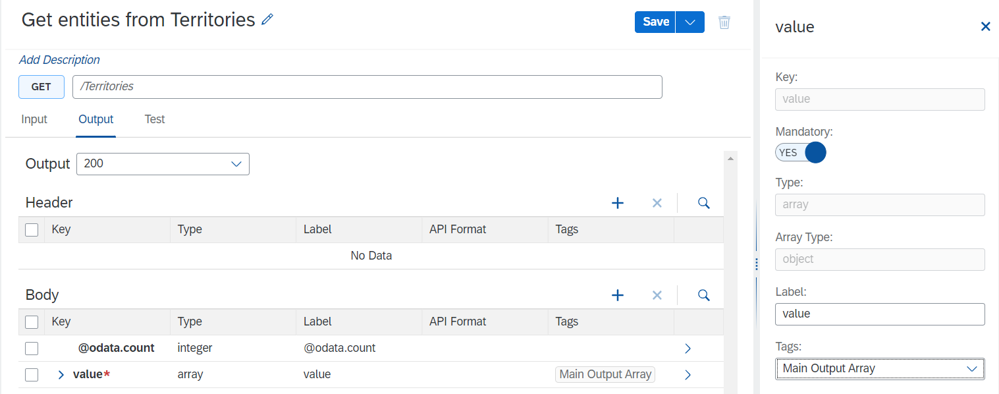 Get entities from Territories
Save
Add Description
GET /Territories
Input Output Test
Output 200
Header
Key Type Label API Format Tags
No Data
Body
Key Type Label API Format Tags
@odata.count integer @odata.count
value* array value Main Output Array
value
Key:
value
Mandatory:
YES
Type:
array
Array Type:
object
Label:
value
Tags:
Main Output Array